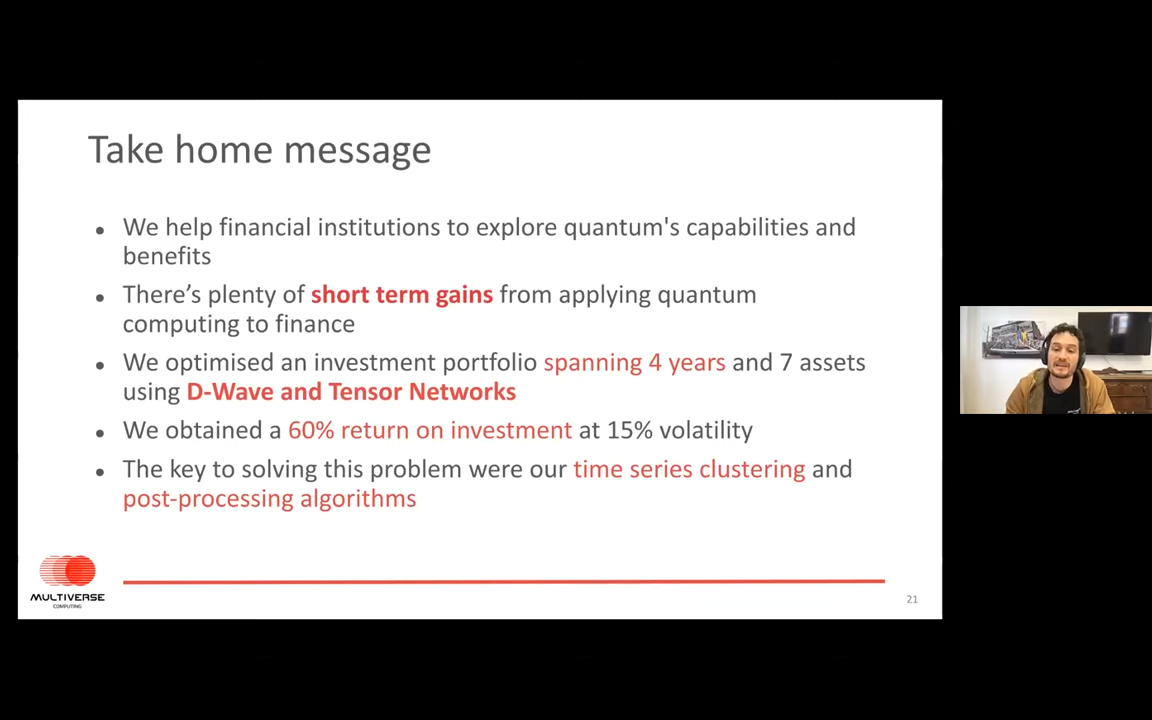 Take home message
• We help financial institutions to explore quantum's capabilities and
benefits
• There’s plenty of short term gains from applying quantum
computing to finance
• We optimised an investment portfolio spanning 4 years and 7 assets
using D-Wave and Tensor Networks
• We obtained a 60% return on investment at 15% volatility
• The key to solving this problem were our time series clustering and
post-processing algorithms
MULTIVERSE
COMPUTING
21